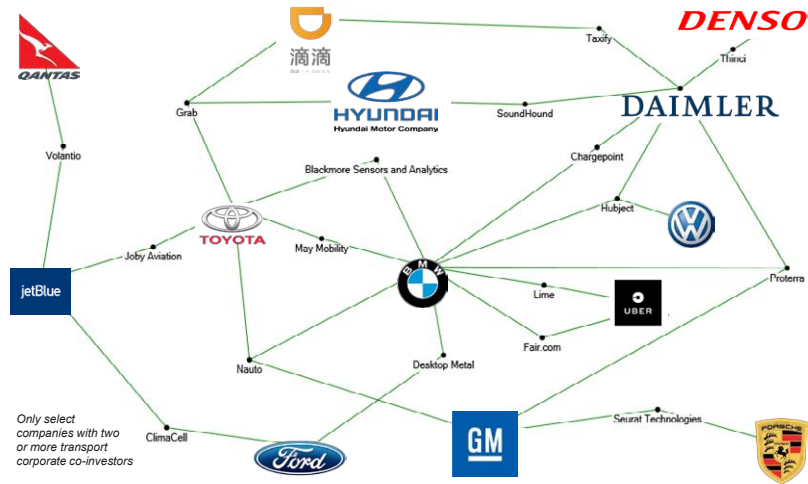 QANTAS
滴滴
Taxify
DENSO
Thinci
Grab
HYUNDAI
Hyundai Motor Company
SoundHound
DAIMLER
Volantio
Blackmore Sensors and Analytics
Chargepoint
Hubject
TOYOTA
May Mobility
Joby Aviation
BMW
Proterra
jetBlue
Lime
UBER
Fair.com
Nauto
Desktop Metal
Only select
companies with two
or more transport
corporate co-investors
ClimaCell
Ford
GM
Seurat Technologies
PORSCHE